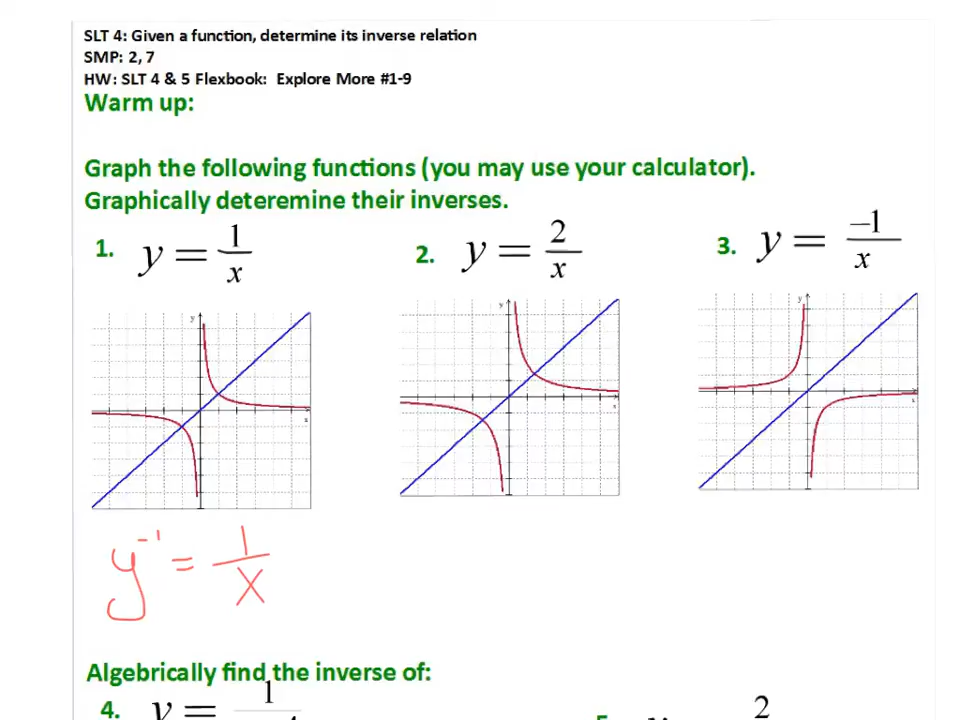 SLT 4: Given a function, determine its inverse relation
SMP: 2, 7
HW: SLT 4 & 5 Flexbook: Explore More #1-9
Warm up:
Graph the following functions (you may use your calculator).
Graphically deteremine their inverses.
1. y = 1/x
2. y = 2/x
3. y = -1/x
y
x
y
x
y
x
y⁻¹ = 1/x
Algebrically find the inverse of:
4. y = 1
2